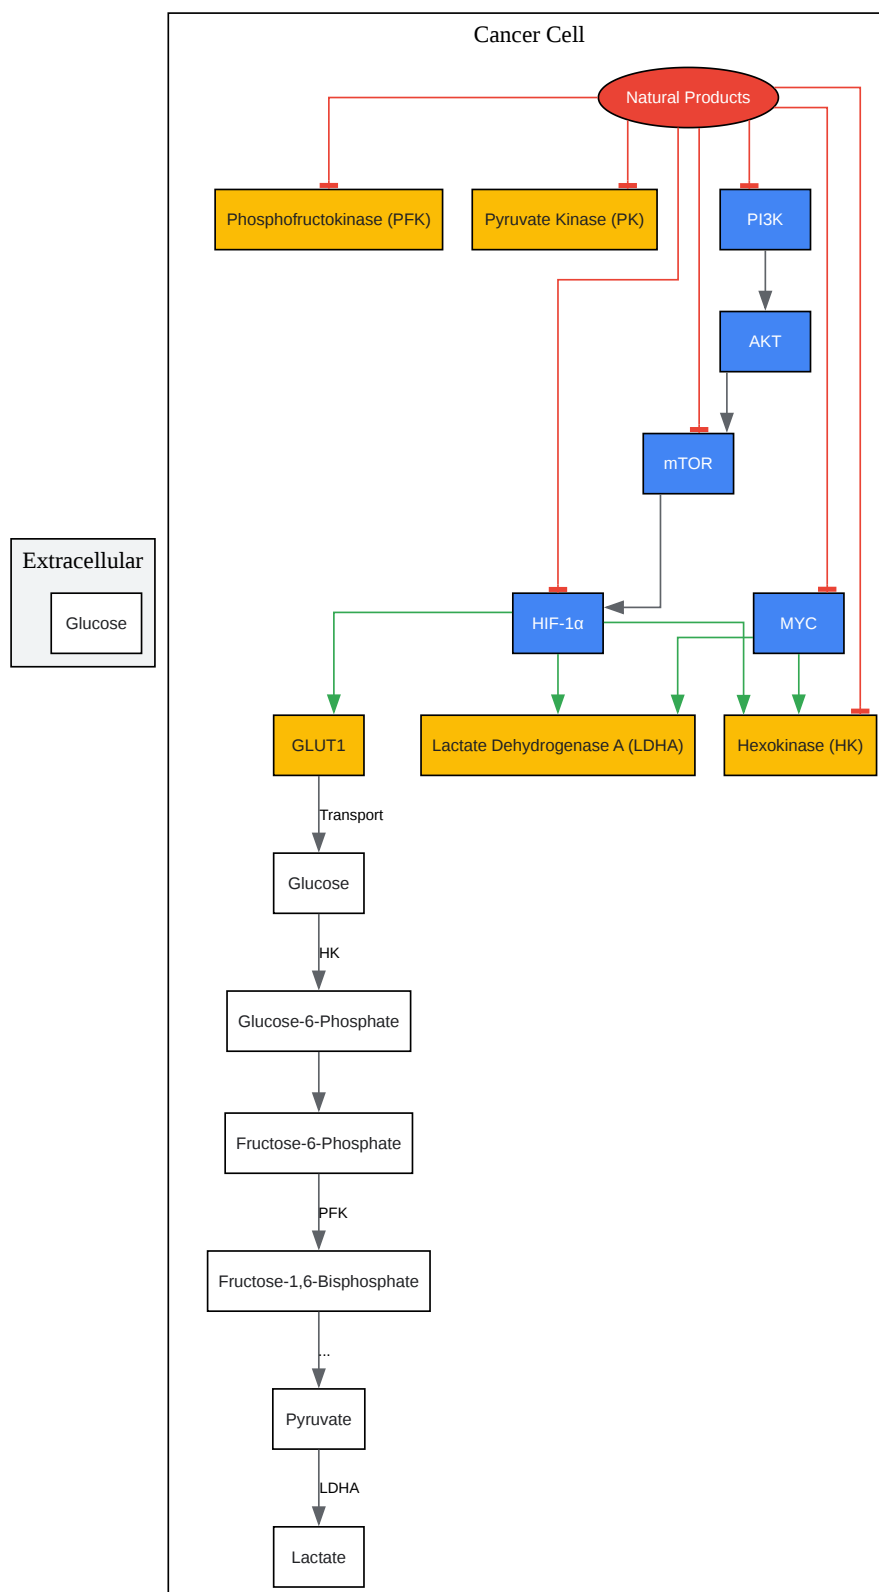 Cancer Cell
Natural Products
Phosphofructokinase (PFK)
Pyruvate Kinase (PK)
PI3K
AKT
mTOR
Extracellular
Glucose
HIF-1α
MYC
GLUT1
Lactate Dehydrogenase A (LDHA)
Hexokinase (HK)
Transport
Glucose
HK
Glucose-6-Phosphate
Fructose-6-Phosphate
PFK
Fructose-1,6-Bisphosphate
...
Pyruvate
LDHA
Lactate